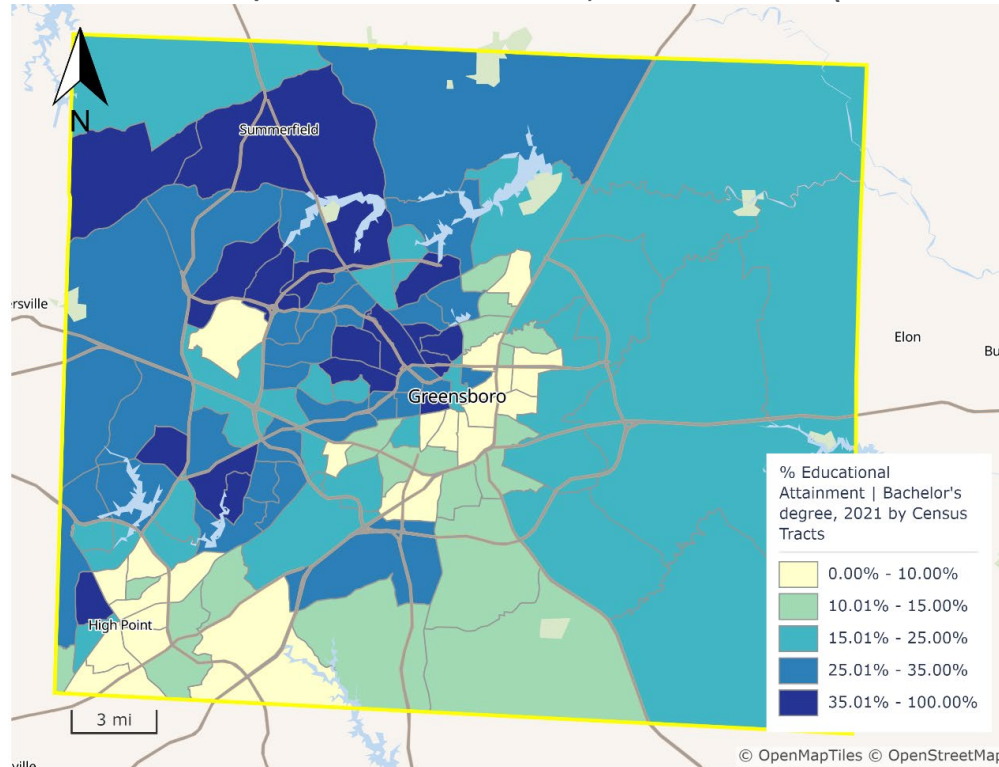 N
Summerfield
ersville
Elon
Bu
Greensboro
High Point
3 mi
ville
% Educational
Attainment | Bachelor's
degree, 2021 by Census
Tracts
0.00% - 10.00%
10.01% - 15.00%
15.01% - 25.00%
25.01% - 35.00%
35.01% - 100.00%
© OpenMapTiles © OpenStreetMap